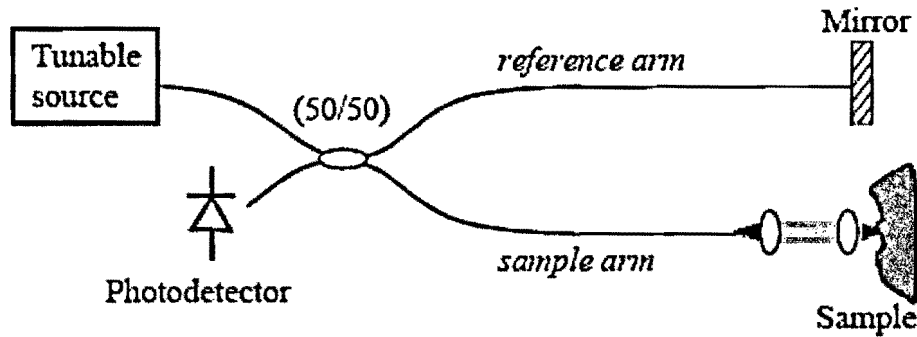 Mirror
Tunable
source
reference arm
(50/50)
sample arm
Photodetector
Sample